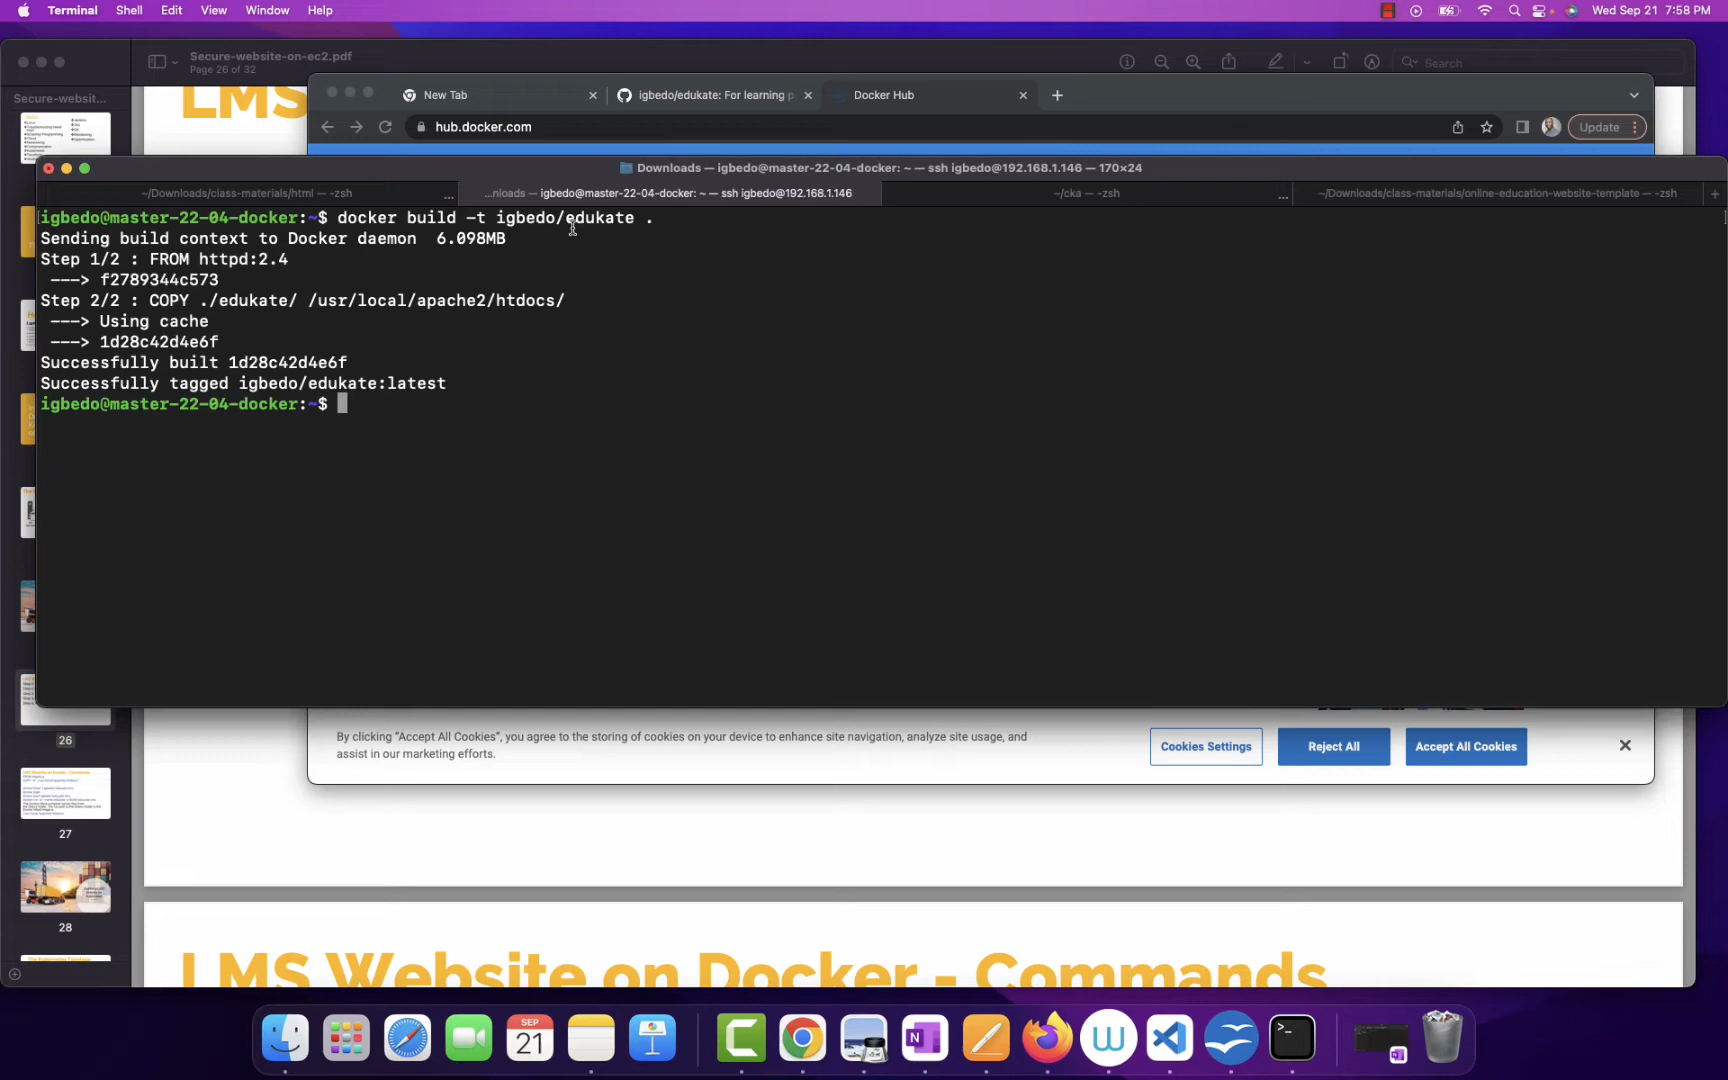 Terminal Shell Edit View Window Help Wed Sep 21 7:58 PM
Secure-website-on-ec2.pdf
Page 26 of 32
Search
Secure-websit...
LMS
New Tab
igbedo/edukate: For learning p
Docker Hub
hub.docker.com
Update
Downloads — igbedo@master-22-04-docker: ~ — ssh igbedo@192.168.1.146 — 170×24
~/Downloads/class-materials/html — -zsh
...nloads — igbedo@master-22-04-docker: ~ — ssh igbedo@192.168.1.146
~/cka — -zsh
~/Downloads/class-materials/online-education-website-template — -zsh
igbedo@master-22-04-docker:~$ docker build -t igbedo/edukate .
Sending build context to Docker daemon  6.098MB
Step 1/2 : FROM httpd:2.4
---> f2789344c573
Step 2/2 : COPY ./edukate/ /usr/local/apache2/htdocs/
---> Using cache
---> 1d28c42d4e6f
Successfully built 1d28c42d4e6f
Successfully tagged igbedo/edukate:latest
igbedo@master-22-04-docker:~$
By clicking “Accept All Cookies”, you agree to the storing of cookies on your device to enhance site navigation, analyze site usage, and
assist in our marketing efforts.
Cookies Settings
Reject All
Accept All Cookies
26
27
28
LMS Website on Docker - Commands
SEP
21